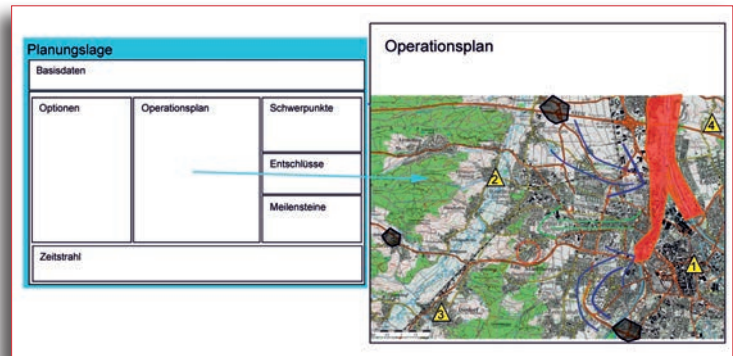 Planungslage
Basisdaten
Optionen
Operationsplan
Schwerpunkte
Entschlüsse
Meilensteine
Zeitstrahl
Operationsplan
1
2
3
4